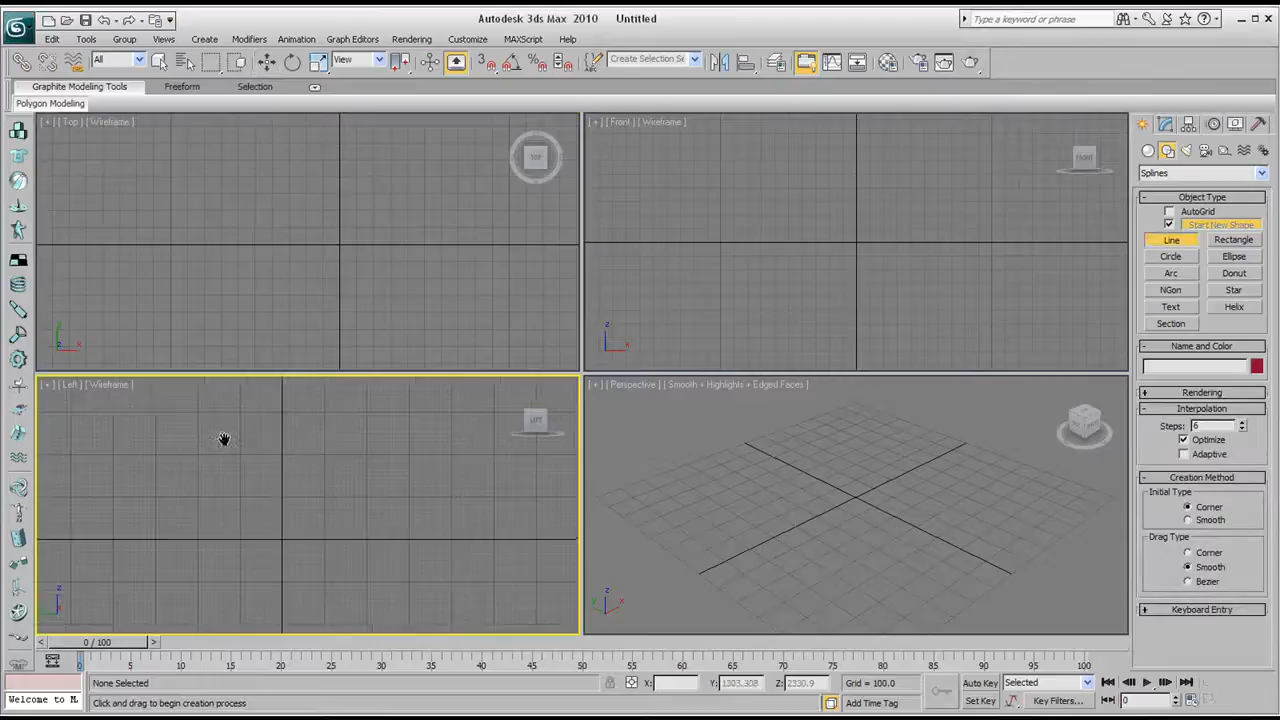 Autodesk 3ds Max 2010 Untitled
Type a keyword or phrase
Edit Tools Group Views Create Modifiers Animation Graph Editors Rendering Customize MAXScript Help
All View Create Selection Se
Graphite Modeling Tools Freeform Selection
Polygon Modeling
[ + ] [ Top ] [ Wireframe ]
TOP
[ + ] [ Front ] [ Wireframe ]
FRONT
Splines
- Object Type
AutoGrid
Start New Shape
Line Rectangle
Circle Ellipse
Arc Donut
NGon Star
Text Helix
Section
- Name and Color
+ Rendering
- Interpolation
Steps: 6
Optimize
Adaptive
- Creation Method
Initial Type
Corner
Smooth
Drag Type
Corner
Smooth
Bezier
+ Keyboard Entry
z x
[ + ] [ Left ] [ Wireframe ]
LEFT
[ + ] [ Perspective ] [ Smooth + Highlights + Edged Faces ]
z
z x
< 0 / 100 >
0 5 10 15 20 25 30 35 40 45 50 55 60 65 70 75 80 85 90 95 100
None Selected X: Y: 1303.308 Z: 2330.9 Grid = 100.0 Auto Key Selected
Welcome to M. Click and drag to begin creation process Add Time Tag Set Key Key Filters... 0